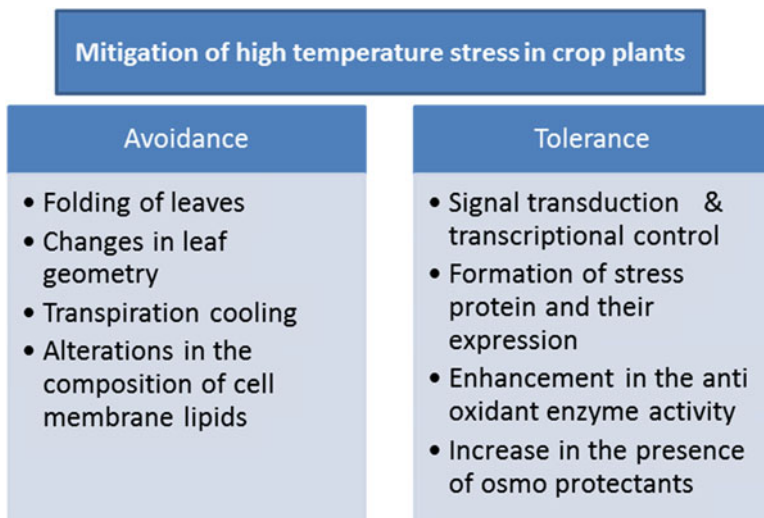 Mitigation of high temperature stress in crop plants
Avoidance
• Folding of leaves
• Changes in leaf
geometry
• Transpiration cooling
• Alterations in the
composition of cell
membrane lipids
Tolerance
• Signal transduction &
transcriptional control
• Formation of stress
protein and their
expression
• Enhancement in the anti
oxidant enzyme activity
• Increase in the presence
of osmo protectants